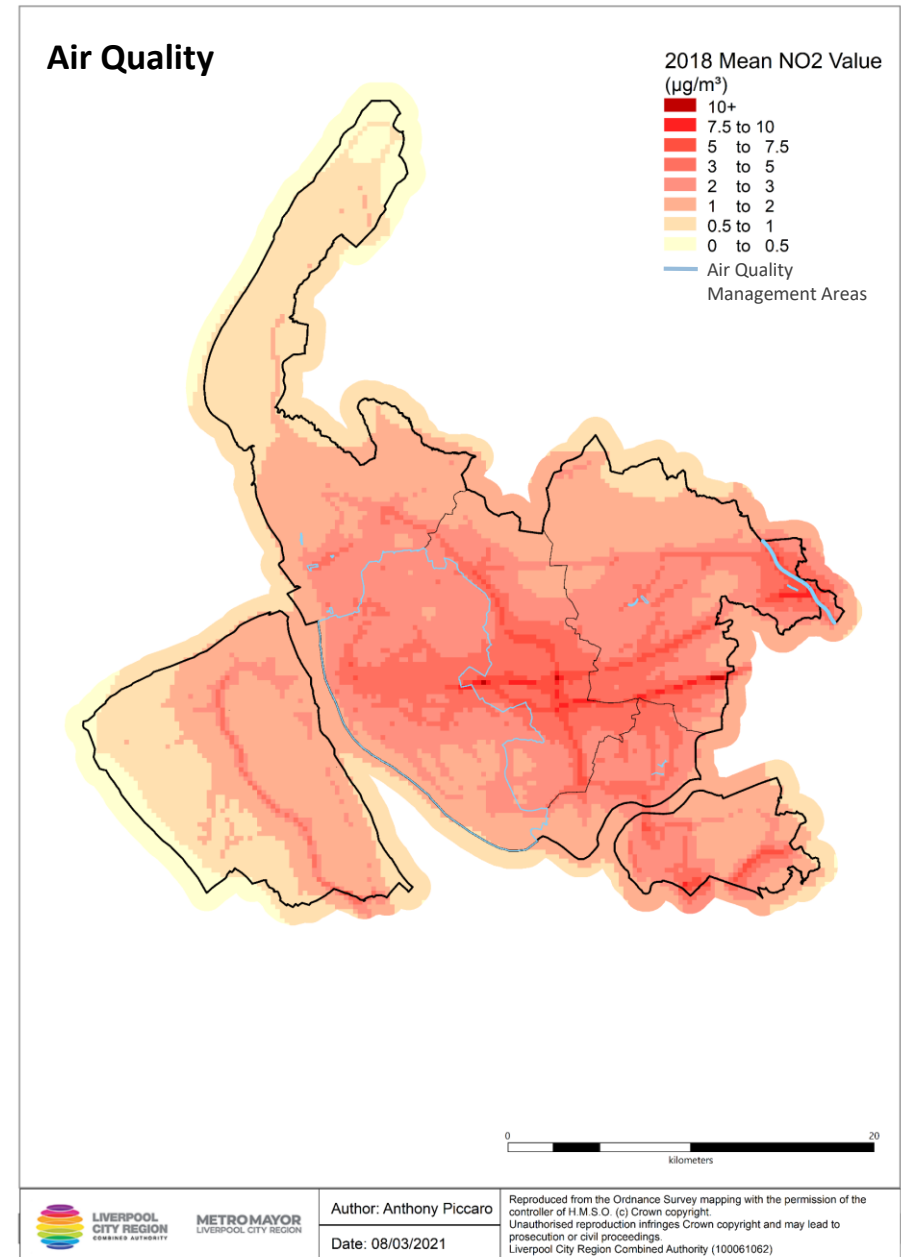 Air Quality
2018 Mean NO2 Value
(µg/m³)
10+
7.5 to 10
5 to 7.5
3 to 5
2 to 3
1 to 2
0.5 to 1
0 to 0.5
Air Quality
Management Areas
0 20
kilometers
LIVERPOOL
CITY REGION
COMBINED AUTHORITY
METROMAYOR
LIVERPOOL CITY REGION
Author: Anthony Piccaro
Date: 08/03/2021
Reproduced from the Ordnance Survey mapping with the permission of the
controller of H.M.S.O. (c) Crown copyright.
Unauthorised reproduction infringes Crown copyright and may lead to
prosecution or civil proceedings.
Liverpool City Region Combined Authority (100061062)